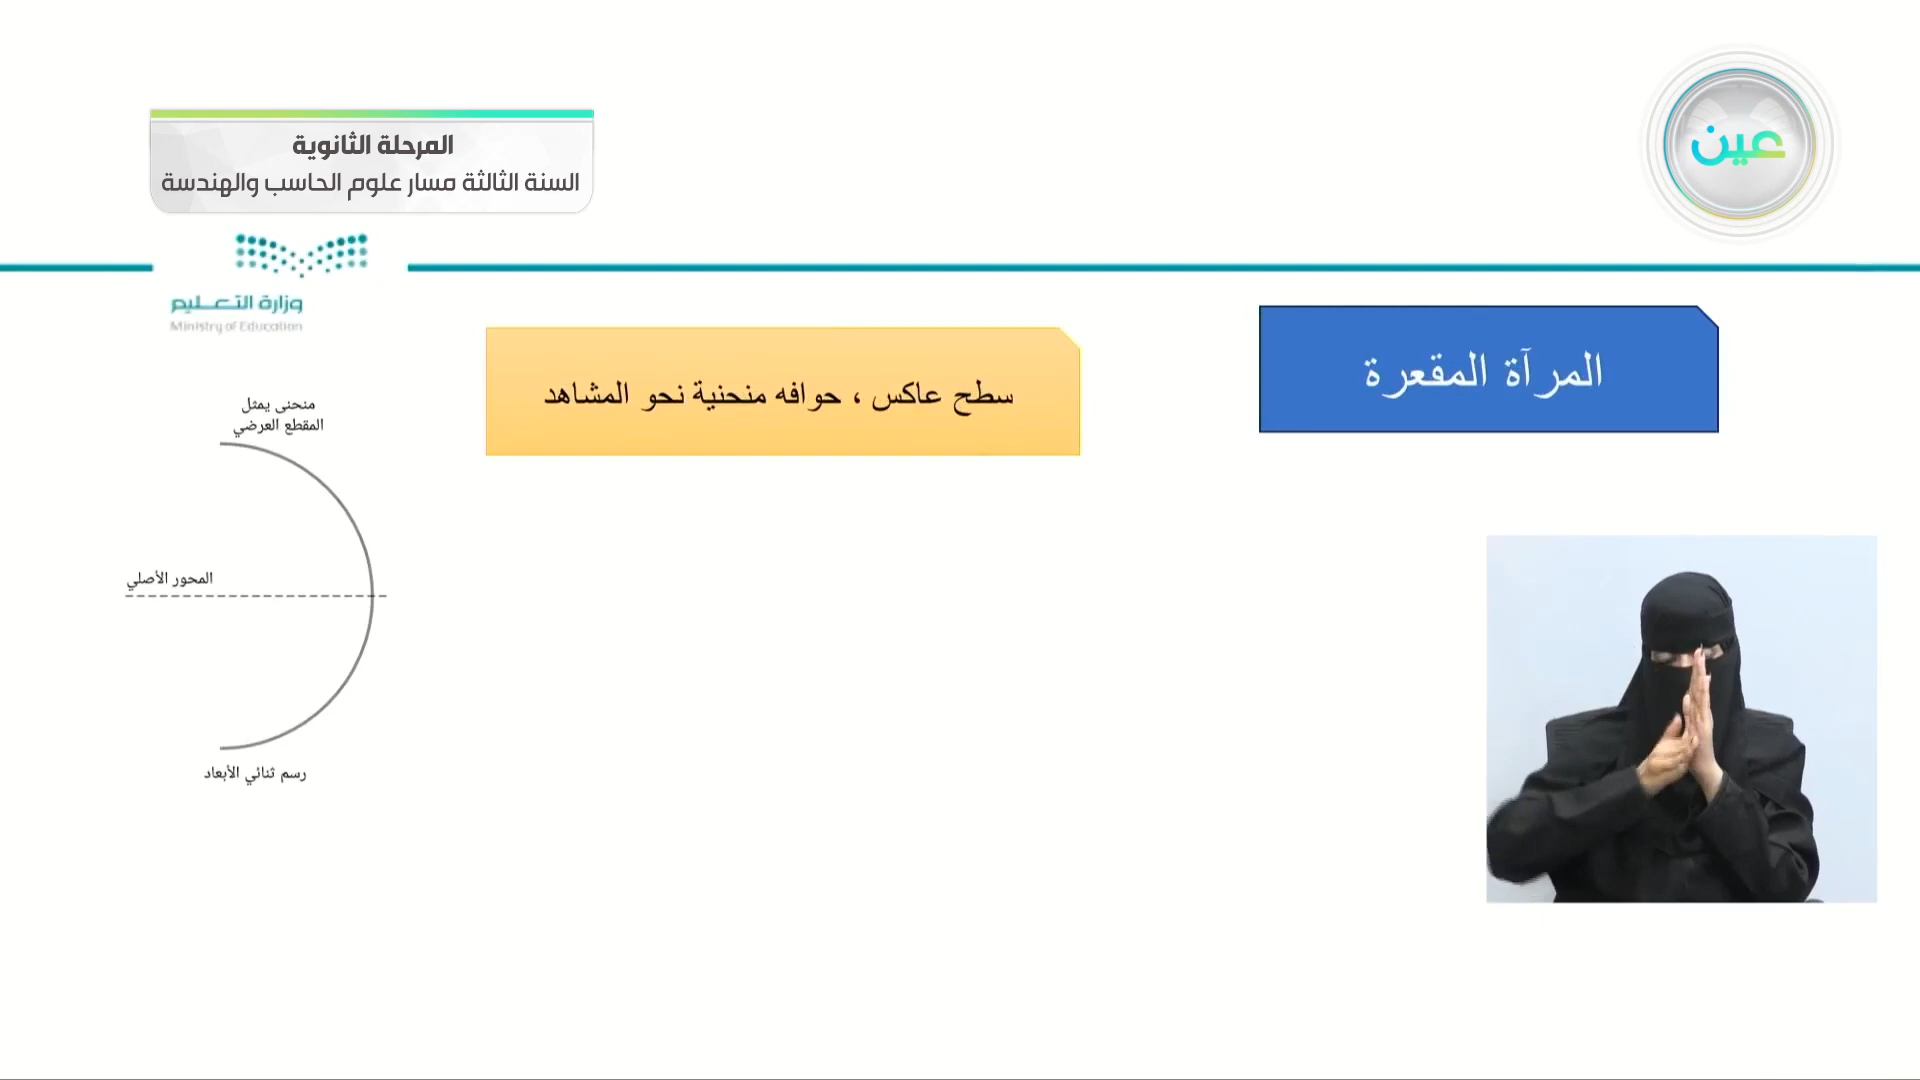 عين
المرحلة الثانوية
السنة الثالثة مسار علوم الحاسب والهندسة
وزارة التعليم
Ministry of Education
المرآة المقعرة
سطح عاكس ، حوافه منحنية نحو المشاهد
منحنى يمثل
المقطع العرضي
المحور الأصلي
رسم ثنائي الأبعاد